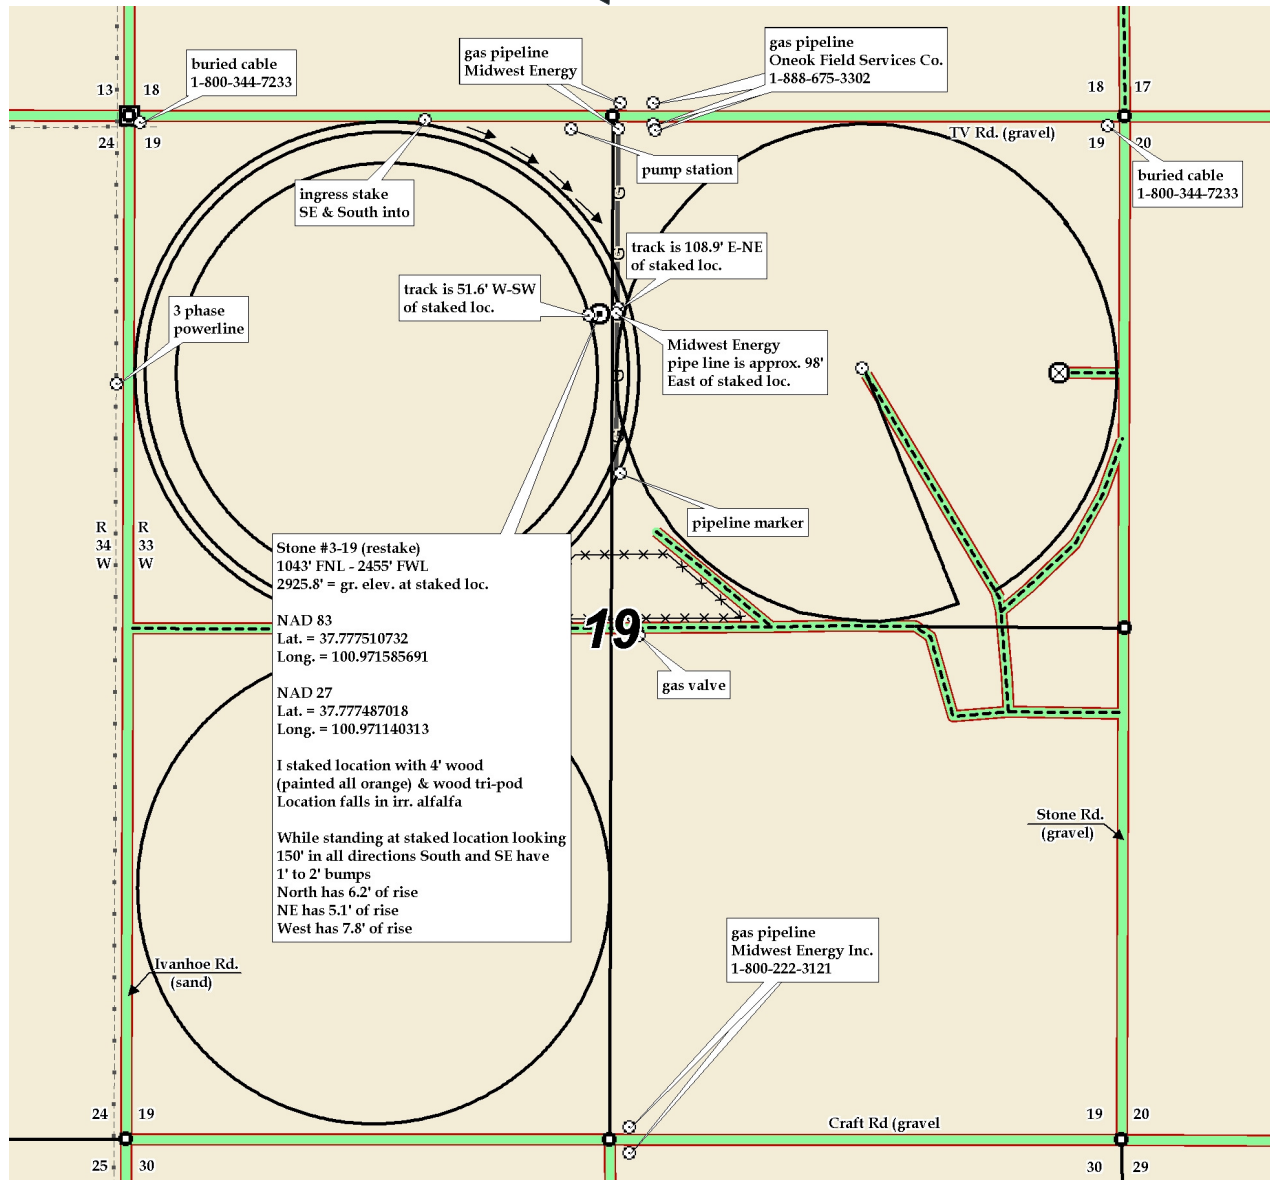 gas pipeline
Midwest Energy
gas pipeline
Oneok Field Services Co.
1-888-675-3302
buried cable
1-800-344-7233
13
18
18
17
24
19
TV Rd. (gravel)
19
20
pump station
buried cable
1-800-344-7233
ingress stake
SE & South into
G
G
track is 108.9' E-NE
of staked loc.
track is 51.6' W-SW
of staked loc.
3 phase
powerline
Midwest Energy
pipe line is approx. 98'
East of staked loc.
G
G
pipeline marker
R
34
W
R
33
W
Stone #3-19 (restake)
1043' FNL - 2455' FWL
2925.8' = gr. elev. at staked loc.
NAD 83
Lat. = 37.777510732
Long. = 100.971585691
NAD 27
Lat. = 37.777487018
Long. = 100.971140313
I staked location with 4' wood
(painted all orange) & wood tri-pod
Location falls in irr. alfalfa
While standing at staked location looking
150' in all directions South and SE have
1' to 2' bumps
North has 6.2' of rise
NE has 5.1' of rise
West has 7.8' of rise
19
gas valve
Stone Rd.
(gravel)
gas pipeline
Midwest Energy Inc.
1-800-222-3121
Ivanhoe Rd.
(sand)
24
19
Craft Rd (gravel
19
20
25
30
30
29